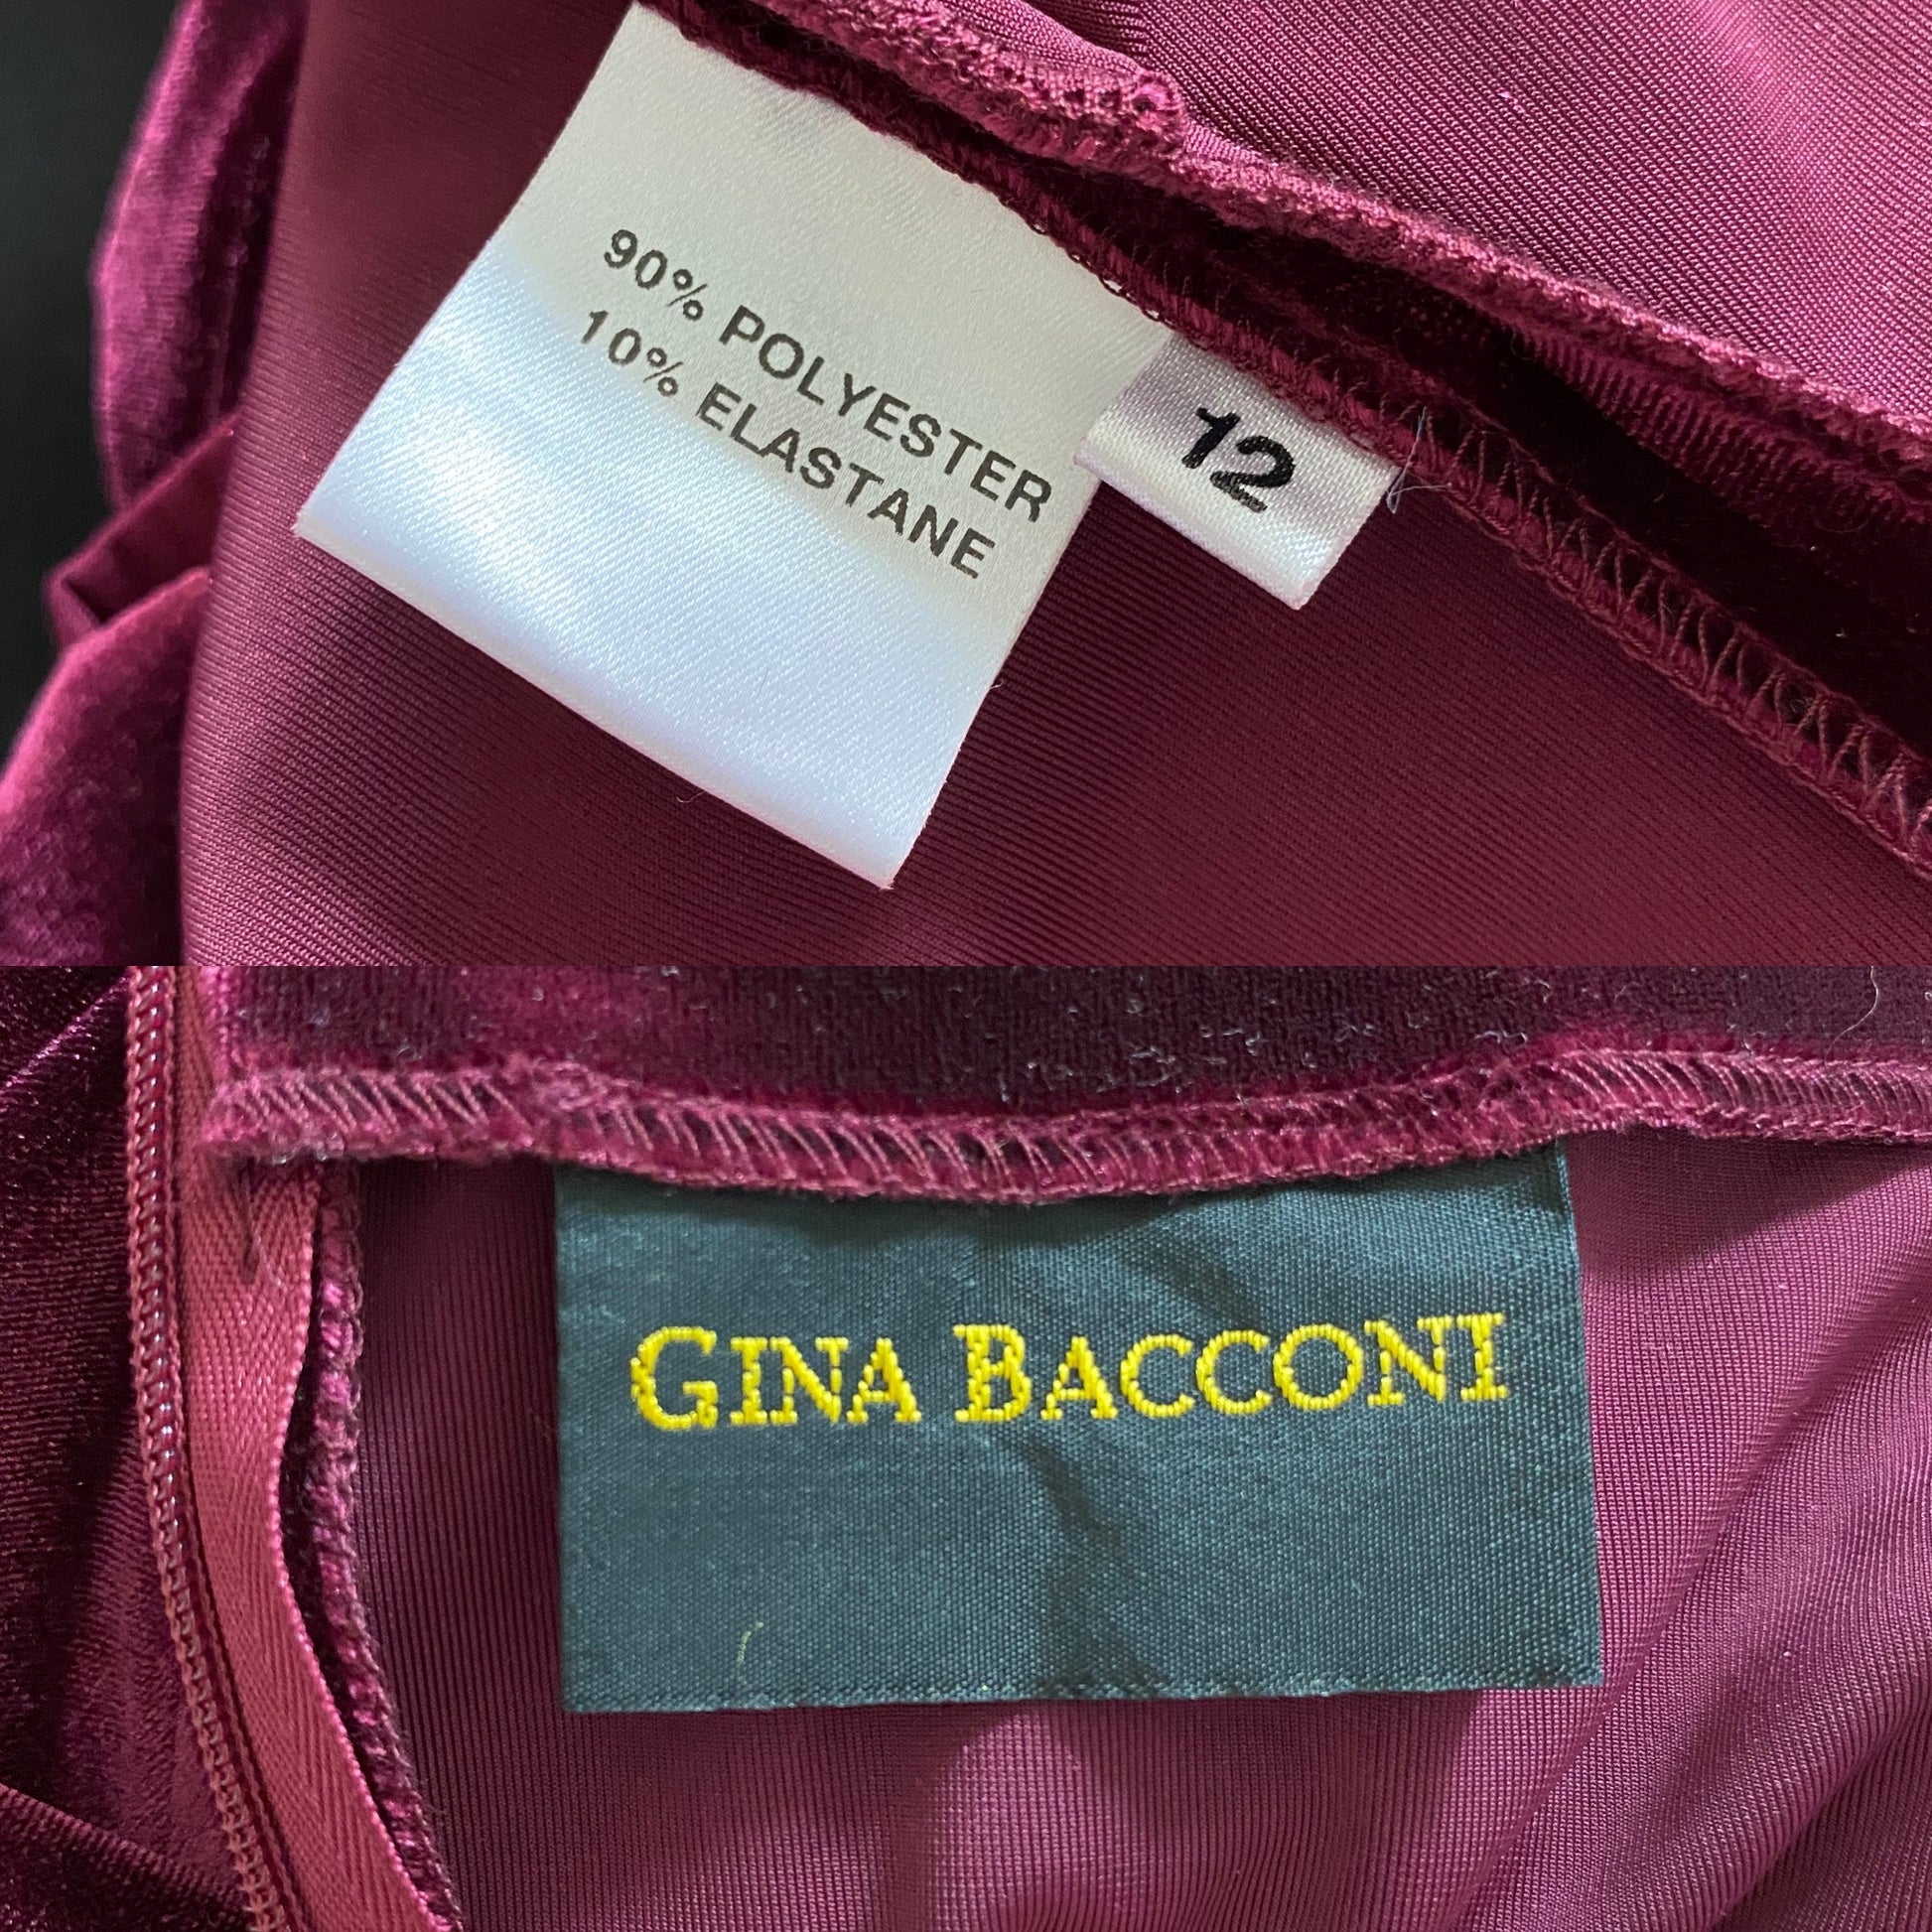 90% POLYESTER
10% ELASTANE
12
GINA BACCONI